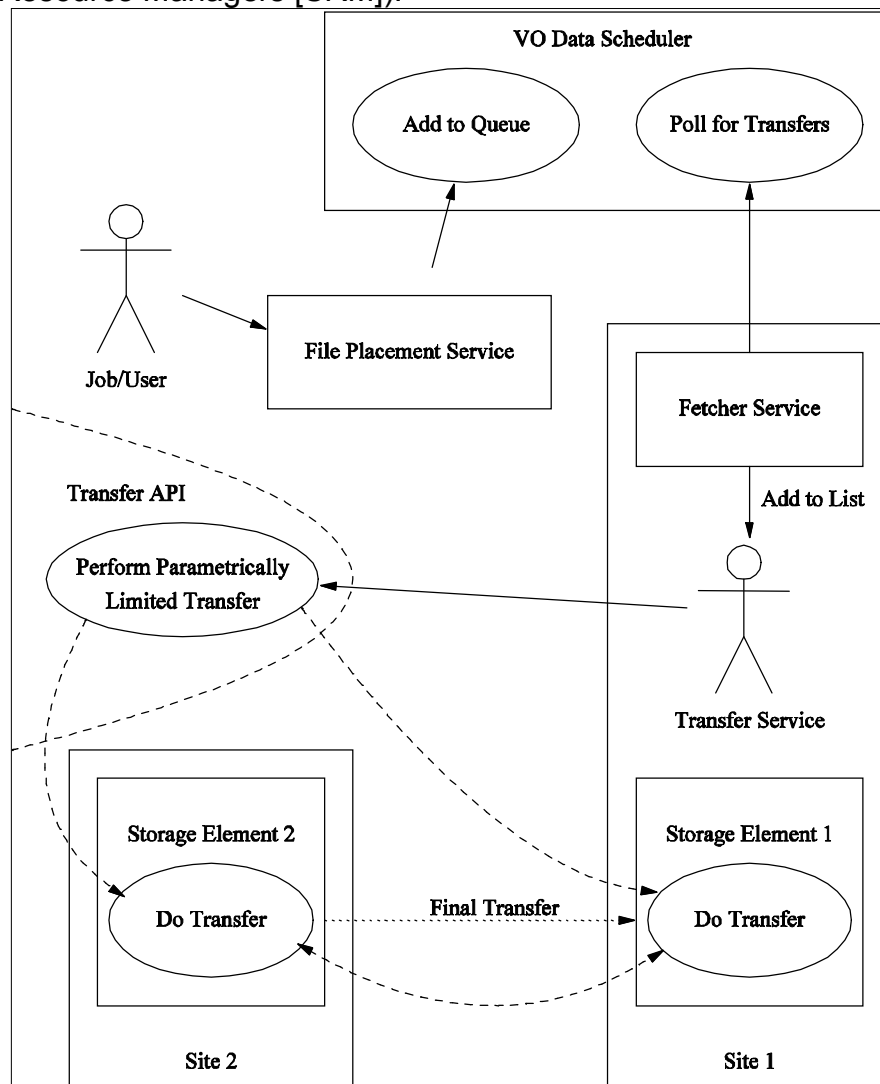 Resource Managers [SRM]).
VO Data Scheduler
Add to Queue
Poll for Transfers
File Placement Service
Job/User
Fetcher Service
Add to List
Transfer API
Perform Parametrically
Limited Transfer
Transfer Service
Storage Element 2
Storage Element 1
Do Transfer
Final Transfer
Do Transfer
Site 2
Site 1